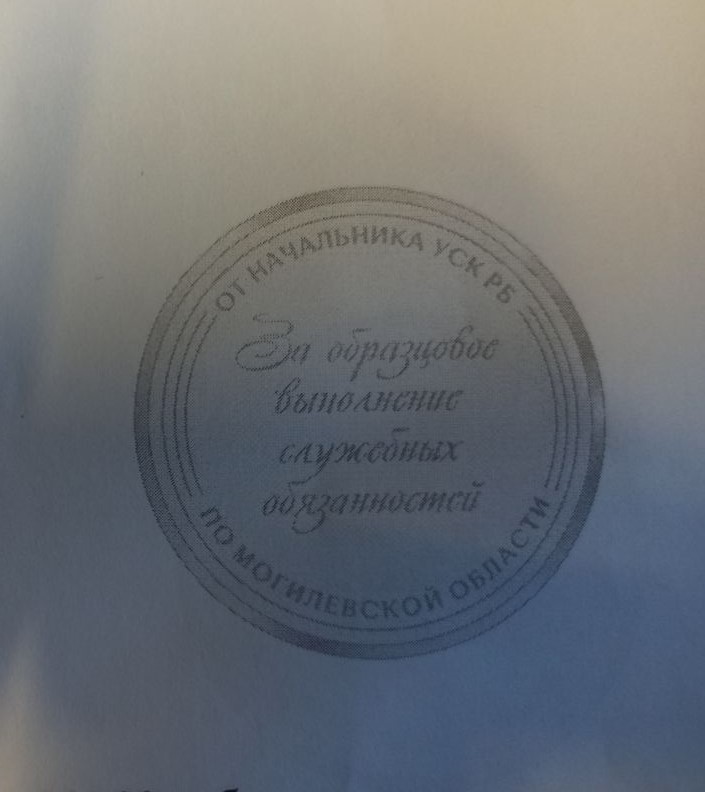 ОТ НАЧАЛЬНИКА УСК РБ
За образцовое
выполнение
служебных
обязанностей
ПО МОГИЛЕВСКОЙ ОБЛАСТИ